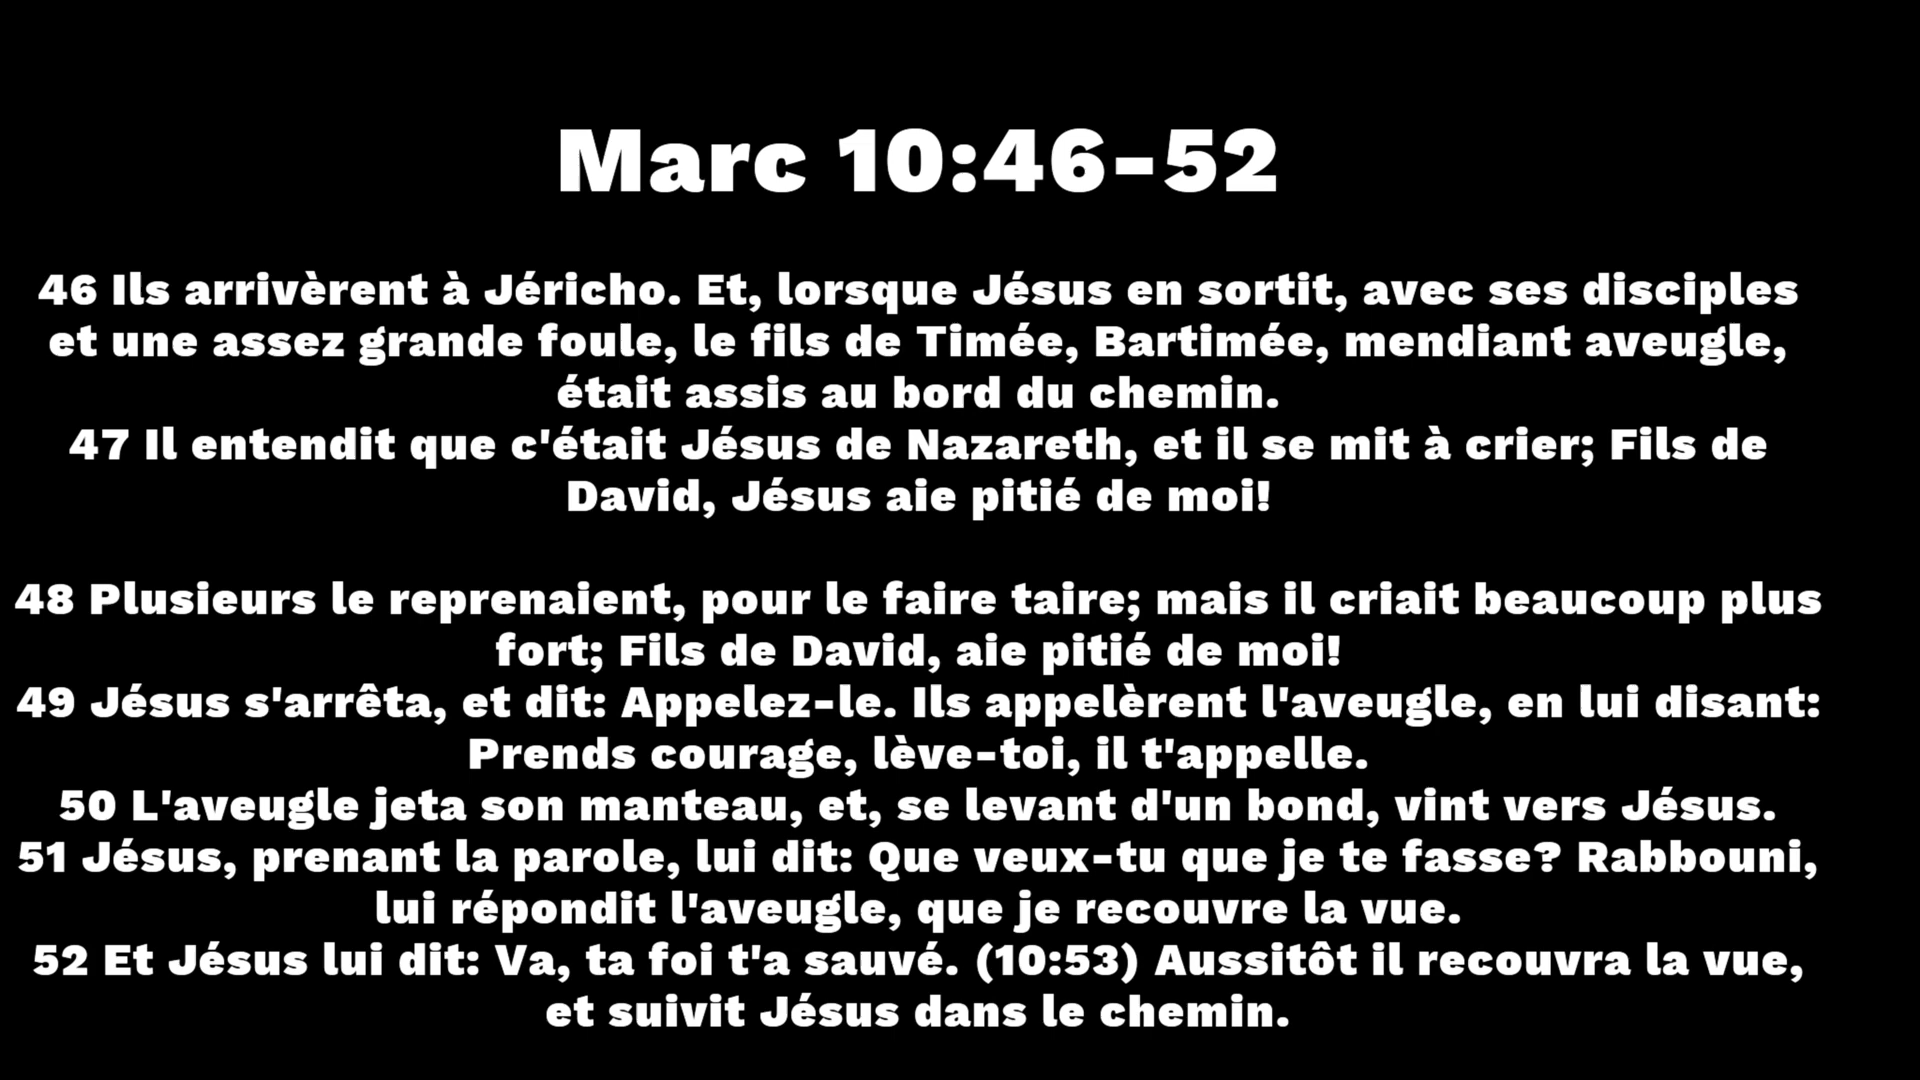 Marc 10:46-52
46 Ils arrivèrent à Jéricho. Et, lorsque Jésus en sortit, avec ses disciples
et une assez grande foule, le fils de Timée, Bartimée, mendiant aveugle,
était assis au bord du chemin.
47 Il entendit que c'était Jésus de Nazareth, et il se mit à crier; Fils de
David, Jésus aie pitié de moi!
48 Plusieurs le reprenaient, pour le faire taire; mais il criait beaucoup plus
fort; Fils de David, aie pitié de moi!
49 Jésus s'arrêta, et dit: Appelez-le. Ils appelèrent l'aveugle, en lui disant:
Prends courage, lève-toi, il t'appelle.
50 L'aveugle jeta son manteau, et, se levant d'un bond, vint vers Jésus.
51 Jésus, prenant la parole, lui dit: Que veux-tu que je te fasse? Rabbouni,
lui répondit l'aveugle, que je recouvre la vue.
52 Et Jésus lui dit: Va, ta foi t'a sauvé. (10:53) Aussitôt il recouvra la vue,
et suivit Jésus dans le chemin.